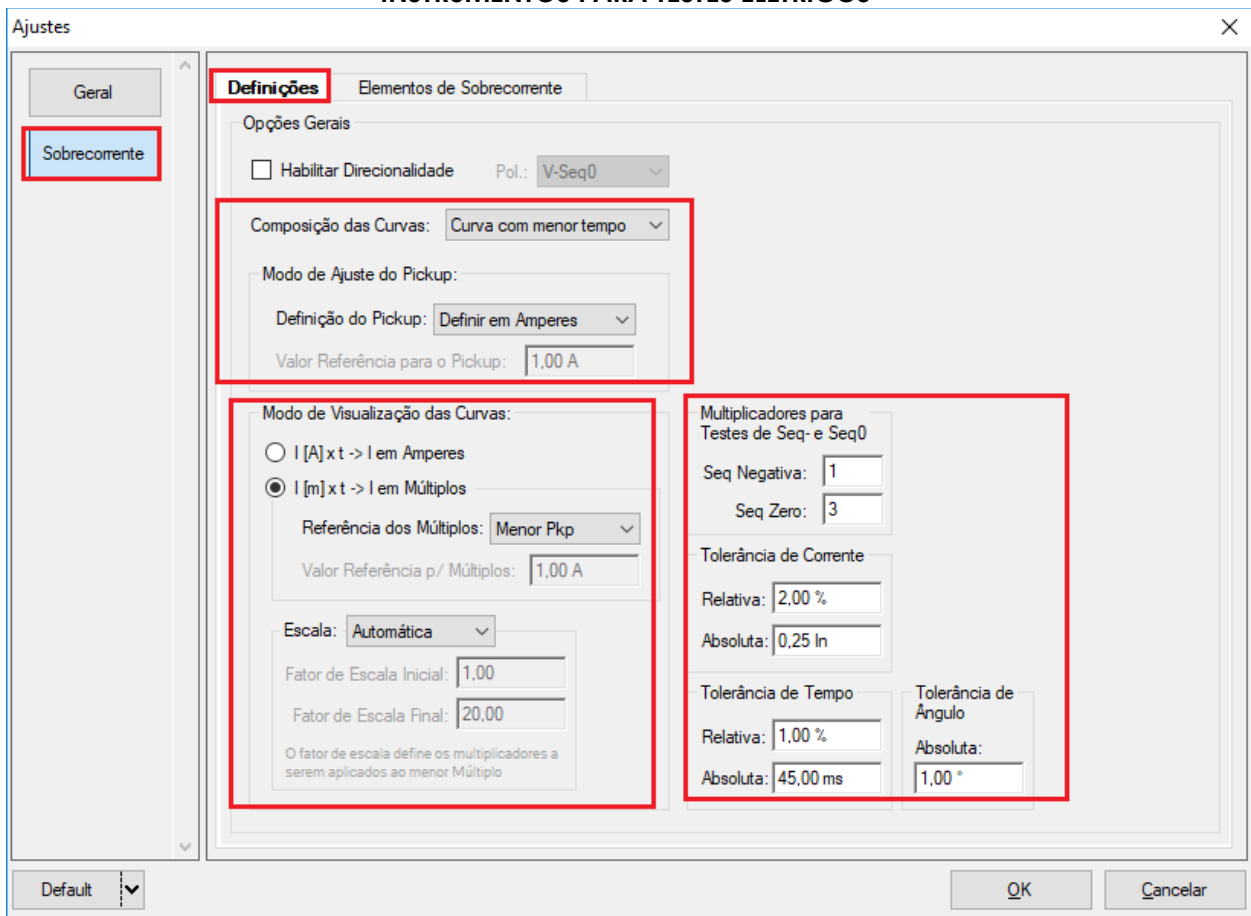 INSTRUMENTOS PARA TESTES ELÉTRICOS
Ajustes
Geral
Sobrecorrente
Definições
Elementos de Sobrecorrente
Opções Gerais
Habilitar Direcionalidade
Pol.: V-Seq0
Composição das Curvas: Curva com menor tempo
Modo de Ajuste do Pickup:
Definição do Pickup: Definir em Amperes
Valor Referência para o Pickup: 1,00 A
Modo de Visualização das Curvas:
I [A] x t -> I em Amperes
I [m] x t -> I em Múltiplos
Referência dos Múltiplos: Menor Pkp
Valor Referência p/ Múltiplos: 1,00 A
Escala: Automática
Fator de Escala Inicial: 1,00
Fator de Escala Final: 20,00
O fator de escala define os multiplicadores a
serem aplicados ao menor Múltiplo
Multiplicadores para
Testes de Seq- e Seq0
Seq Negativa: 1
Seq Zero: 3
Tolerância de Corrente
Relativa: 2,00 %
Absoluta: 0,25 In
Tolerância de Tempo
Relativa: 1,00 %
Absoluta: 45,00 ms
Tolerância de
Ângulo
Absoluta:
1,00 °
Default
OK
Cancelar